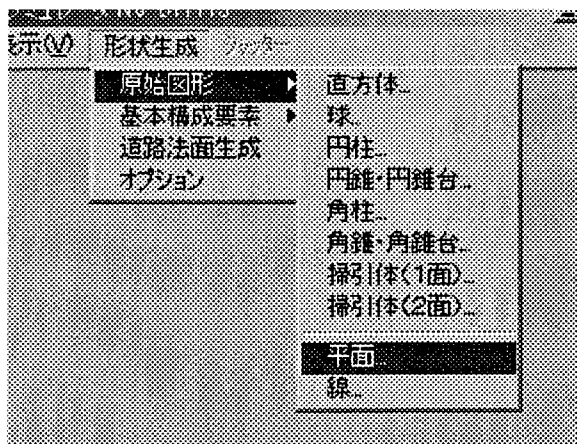 表示(V) 形状生成
原始図形
基本構成要素
道路法面生成
オプション
直方体...
球...
円柱...
円錐・円錐台...
角柱...
角錐・角錐台...
掃引体(1面)...
掃引体(2面)...
平面...
線...